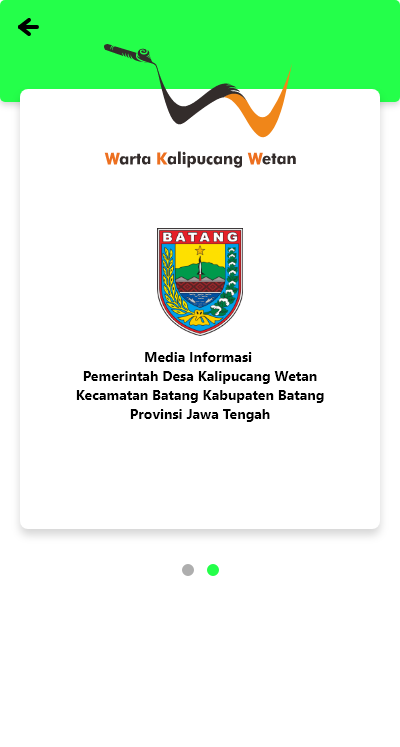 Warta Kalipucang Wetan
BATANG
Media Informasi
Pemerintah Desa Kalipucang Wetan
Kecamatan Batang Kabupaten Batang
Provinsi Jawa Tengah